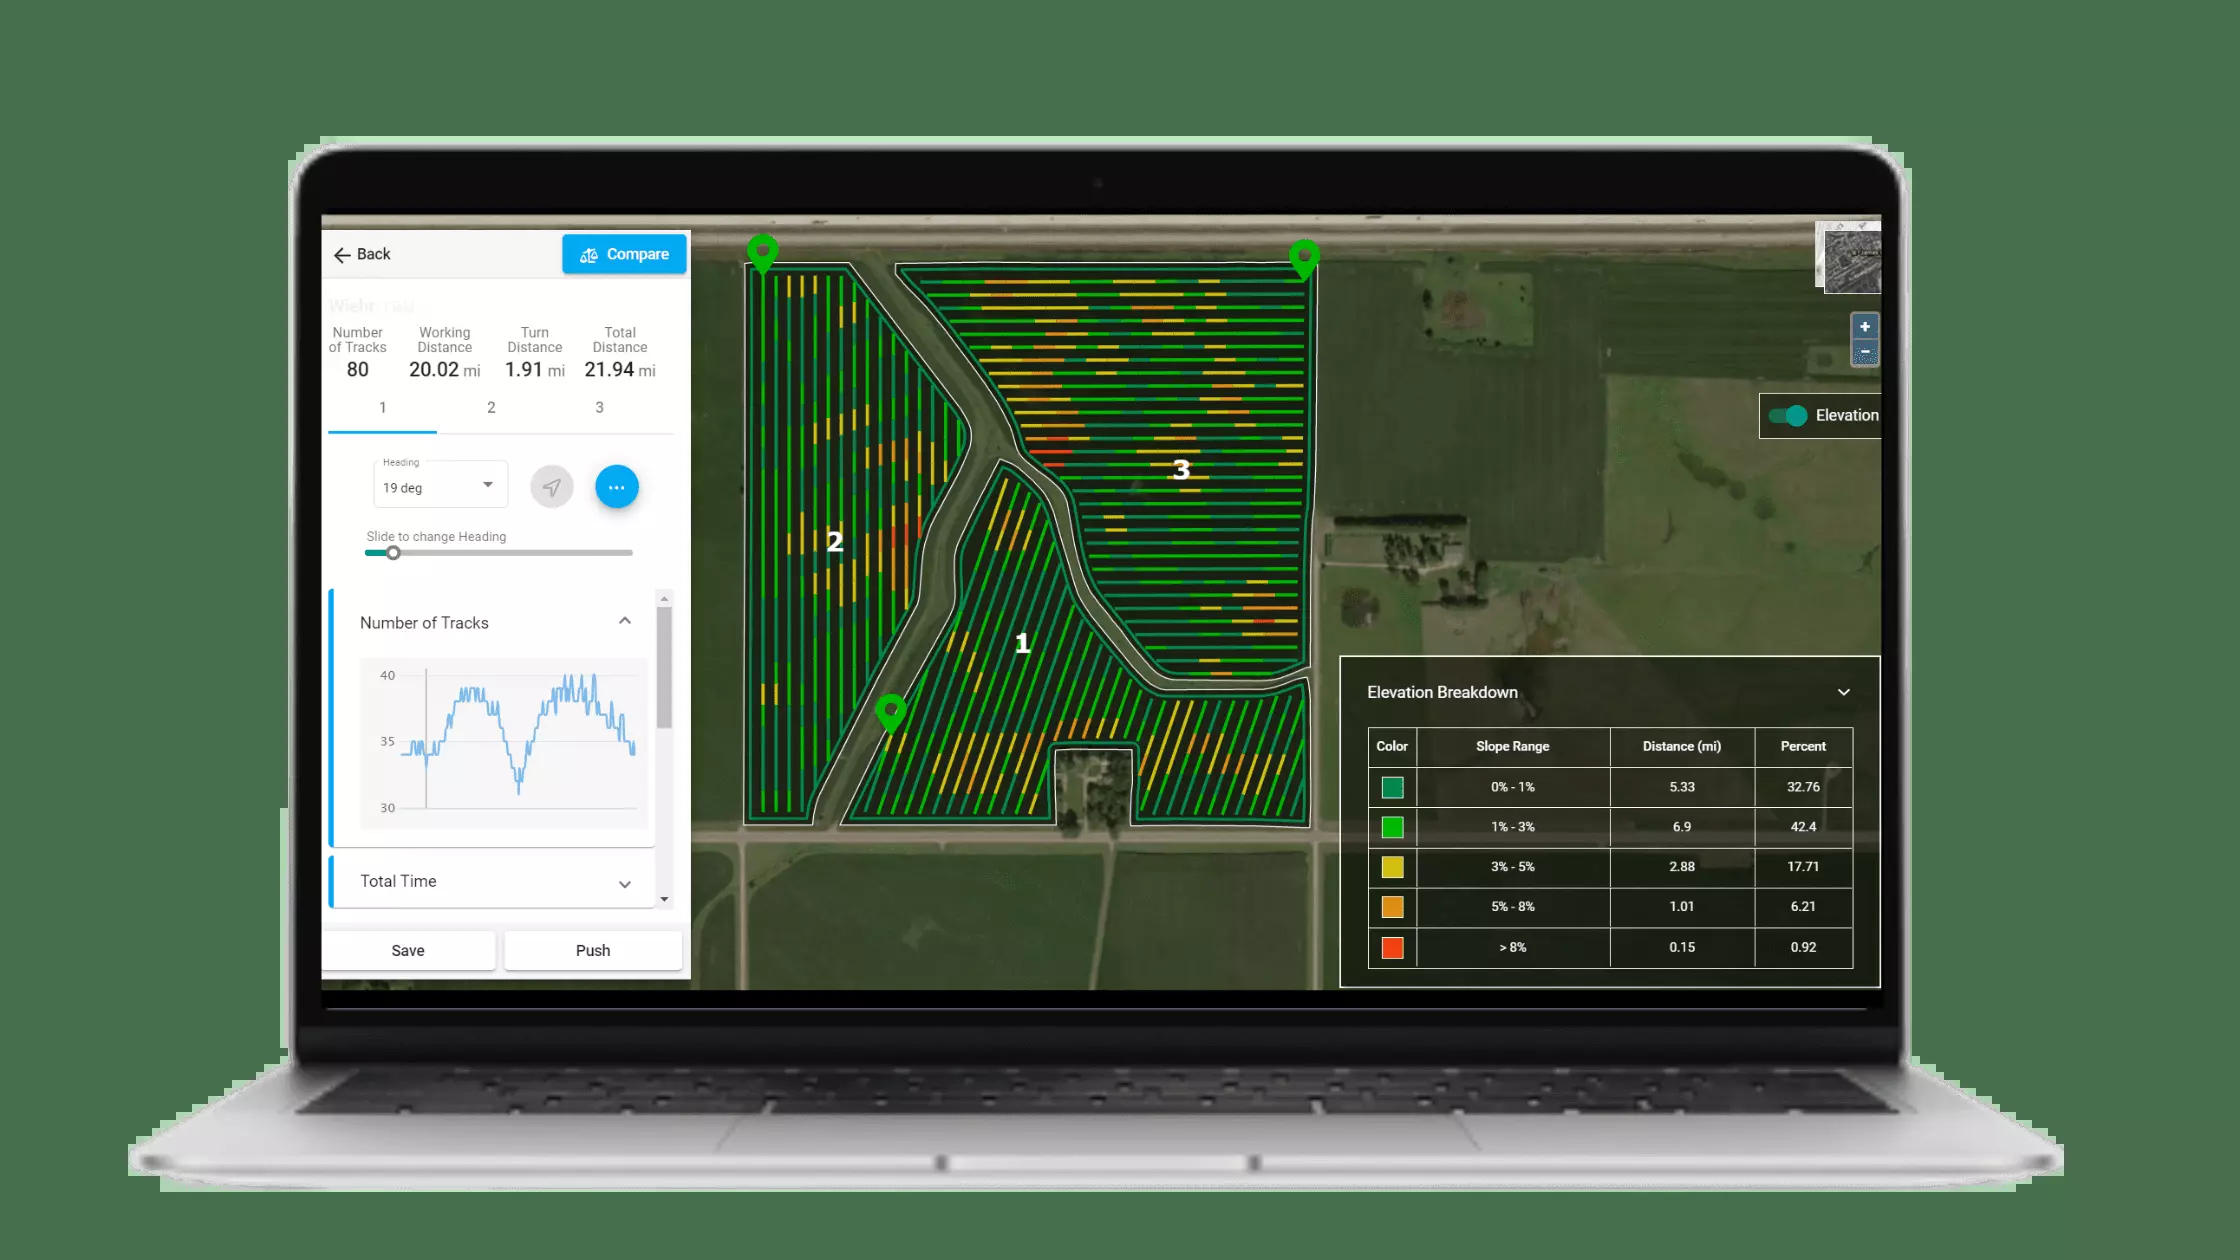 Back
Compare
Wiehr
Number of Tracks
80
Working Distance
20.02 mi
Turn Distance
1.91 mi
Total Distance
21.94 mi
1 2 3
Heading
19 deg
Slide to change Heading
Number of Tracks
40
35
30
Total Time
Save Push
2
3
1
+
-
Elevation
Elevation Breakdown
Color Slope Range Distance (mi) Percent
0% - 1% 5.33 32.76
1% - 3% 6.9 42.4
3% - 5% 2.88 17.71
5% - 8% 1.01 6.21
> 8% 0.15 0.92